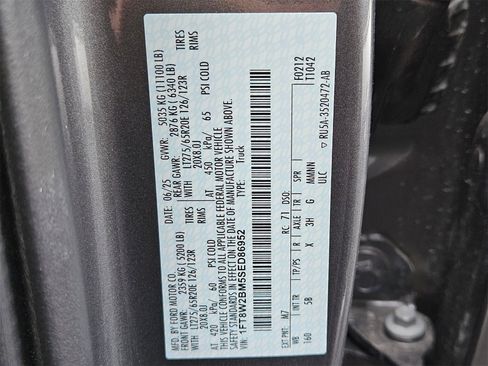 MFD. BY FORD MOTOR CO.
DATE: 06/25 GVWR: 5035 KG (11100 LB)
FRONT GAWR: 2359 KG ( 5200 LB) REAR GAWR: 2876 KG ( 6340 LB)
WITH LT275/65R20E 126/123R TIRES WITH LT275/65R20E 126/123R TIRES
20X8.0J RIMS 20X8.0J RIMS
AT 420 kPa/ 60 PSI COLD AT 450 kPa/ 65 PSI COLD
THIS VEHICLE CONFORMS TO ALL APPLICABLE FEDERAL MOTOR VEHICLE
SAFETY STANDARDS IN EFFECT ON THE DATE OF MANUFACTURE SHOWN ABOVE.
VIN: 1FT8W2BM5SED86952
TYPE: TRUCK
F0212
T1042
EXT PNT: M7 RC: 71 DSO:
WB INT TR TP/PS R AXLE TR SPR
160 5B X 3H G MMMNN
ULC
▽ RU5A-3520472-AB